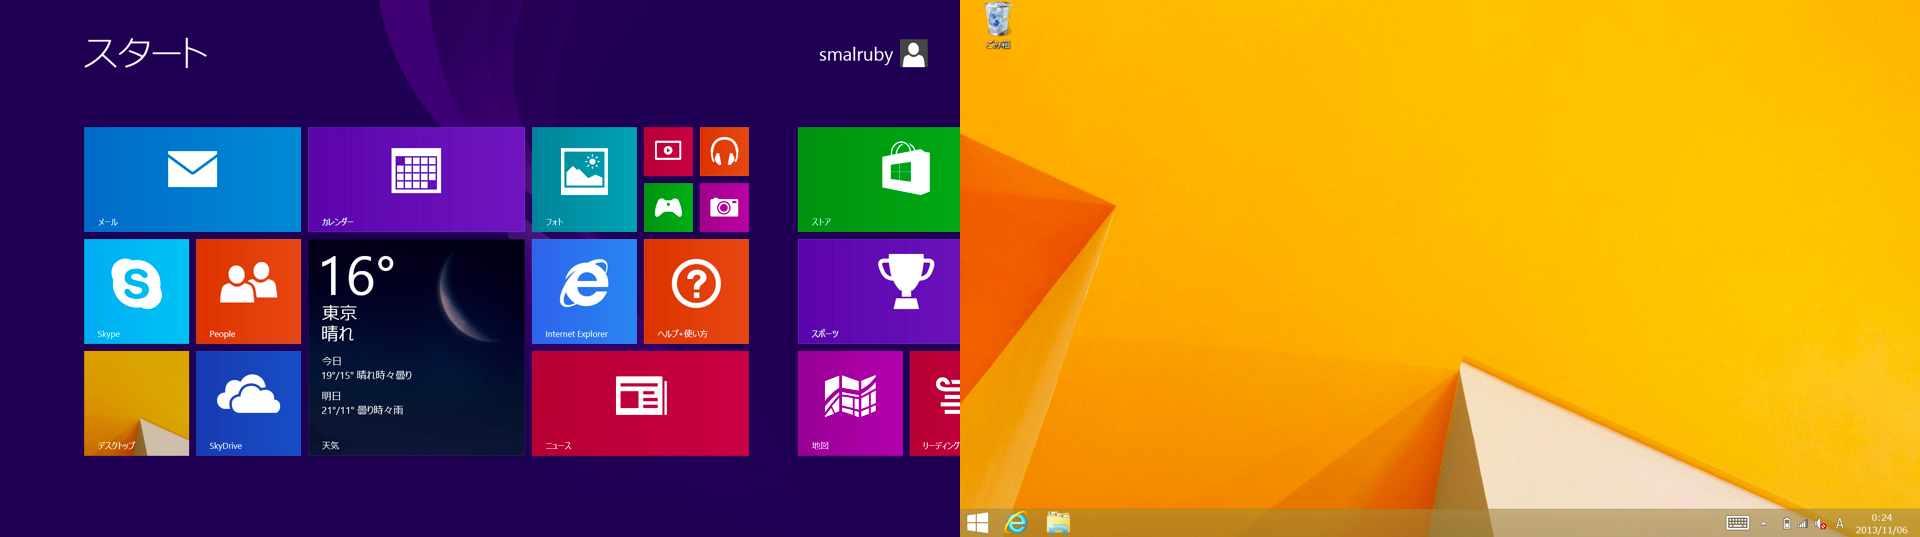 スタート
smalruby
メール
カレンダー
フォト
ストア
Skype
People
16°
東京
晴れ
今日
19°/15° 晴れ時々曇り
明日
21°/11° 曇り時々雨
天気
Internet Explorer
ヘルプ+使い方
スポーツ
デスクトップ
SkyDrive
ニュース
地図
リーディング
ごみ箱
A
0:24
2013/11/06